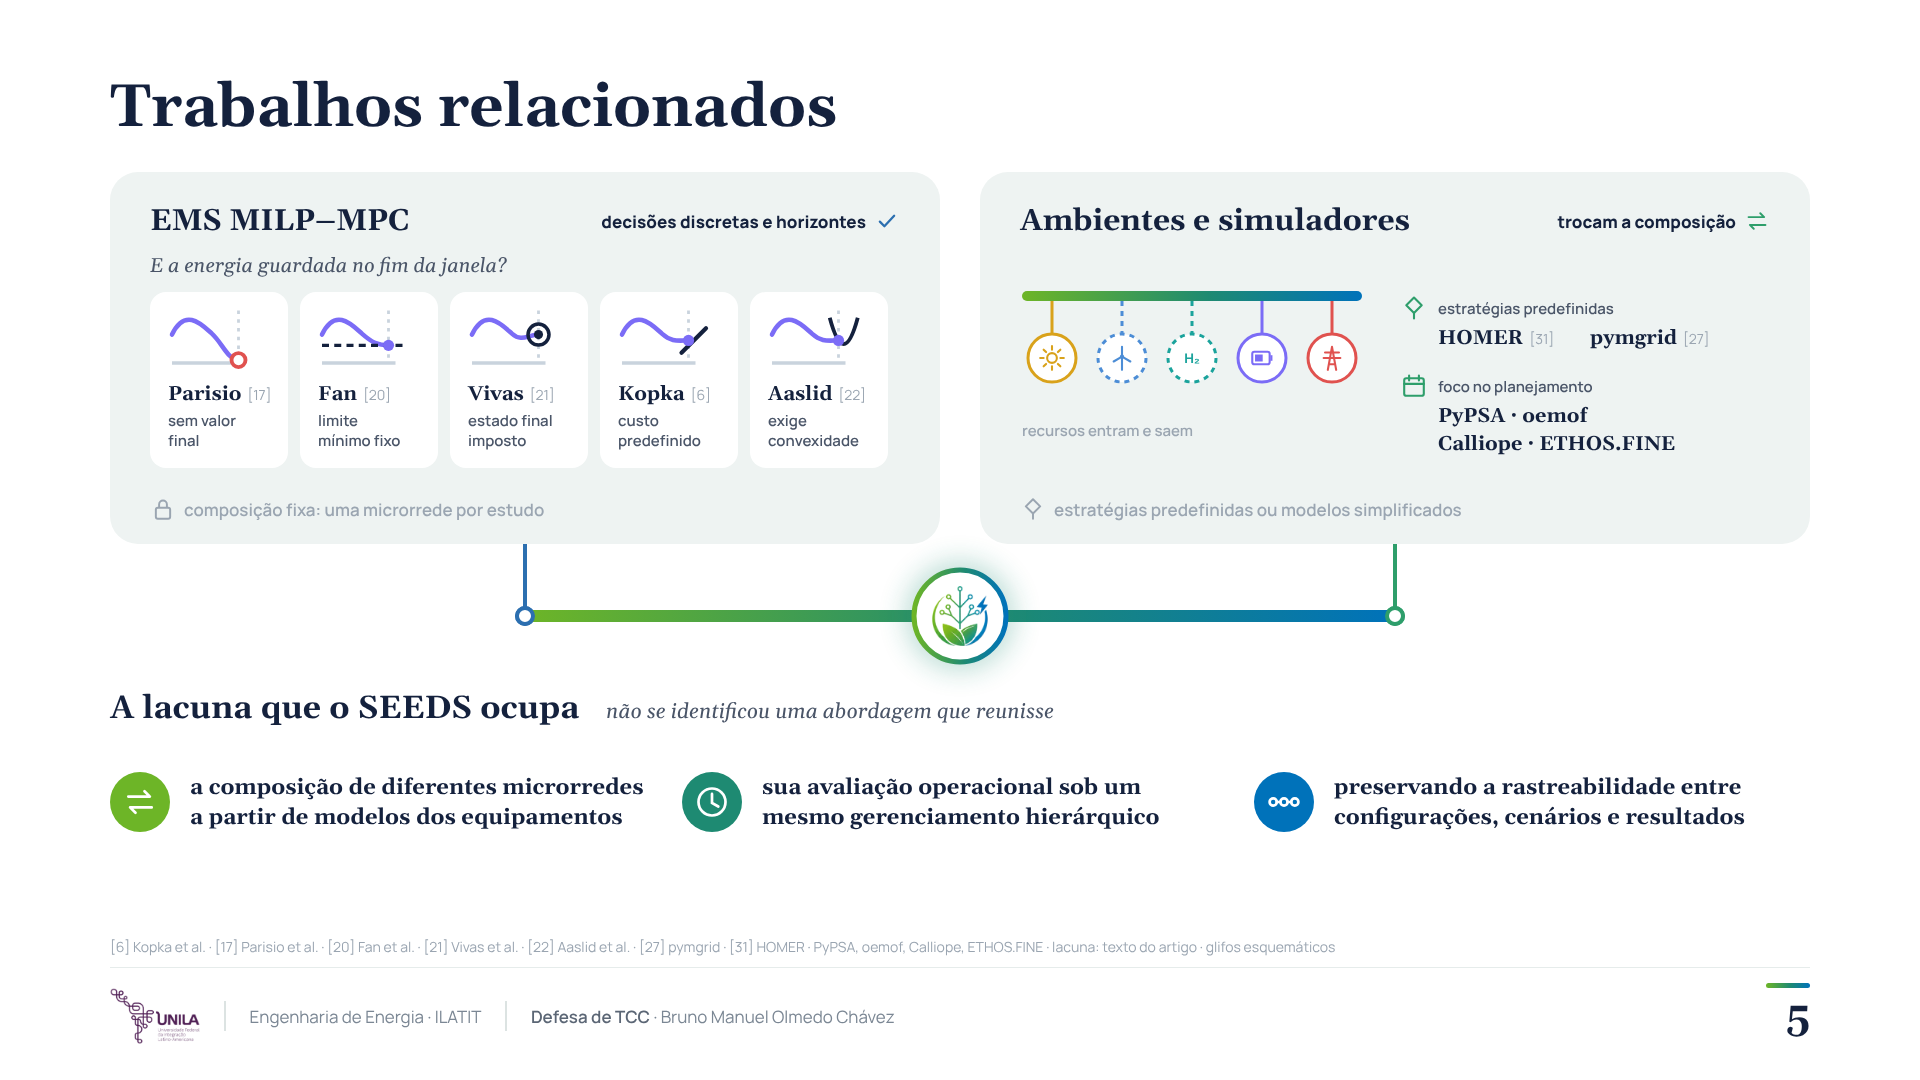 Trabalhos relacionados
EMS MILP–MPC
decisões discretas e horizontes
E a energia guardada no fim da janela?
Parisio [17]
sem valor
final
Fan [20]
limite
mínimo fixo
Vivas [21]
estado final
imposto
Kopka [6]
custo
predefinido
Aaslid [22]
exige
convexidade
composição fixa: uma microrrede por estudo
Ambientes e simuladores
trocam a composição
H₂
recursos entram e saem
estratégias predefinidas
HOMER [31] pymgrid [27]
foco no planejamento
PyPSA · oemof
Calliope · ETHOS.FINE
estratégias predefinidas ou modelos simplificados
A lacuna que o SEEDS ocupa
não se identificou uma abordagem que reunisse
a composição de diferentes microrredes
a partir de modelos dos equipamentos
sua avaliação operacional sob um
mesmo gerenciamento hierárquico
preservando a rastreabilidade entre
configurações, cenários e resultados
[6] Kopka et al. · [17] Parisio et al. · [20] Fan et al. · [21] Vivas et al. · [22] Aaslid et al. · [27] pymgrid · [31] HOMER · PyPSA, oemof, Calliope, ETHOS.FINE · lacuna: texto do artigo · glifos esquemáticos
UNILA
Universidade Federal
da Integração
Latino-Americana
Engenharia de Energia · ILATIT
Defesa de TCC · Bruno Manuel Olmedo Chávez
5